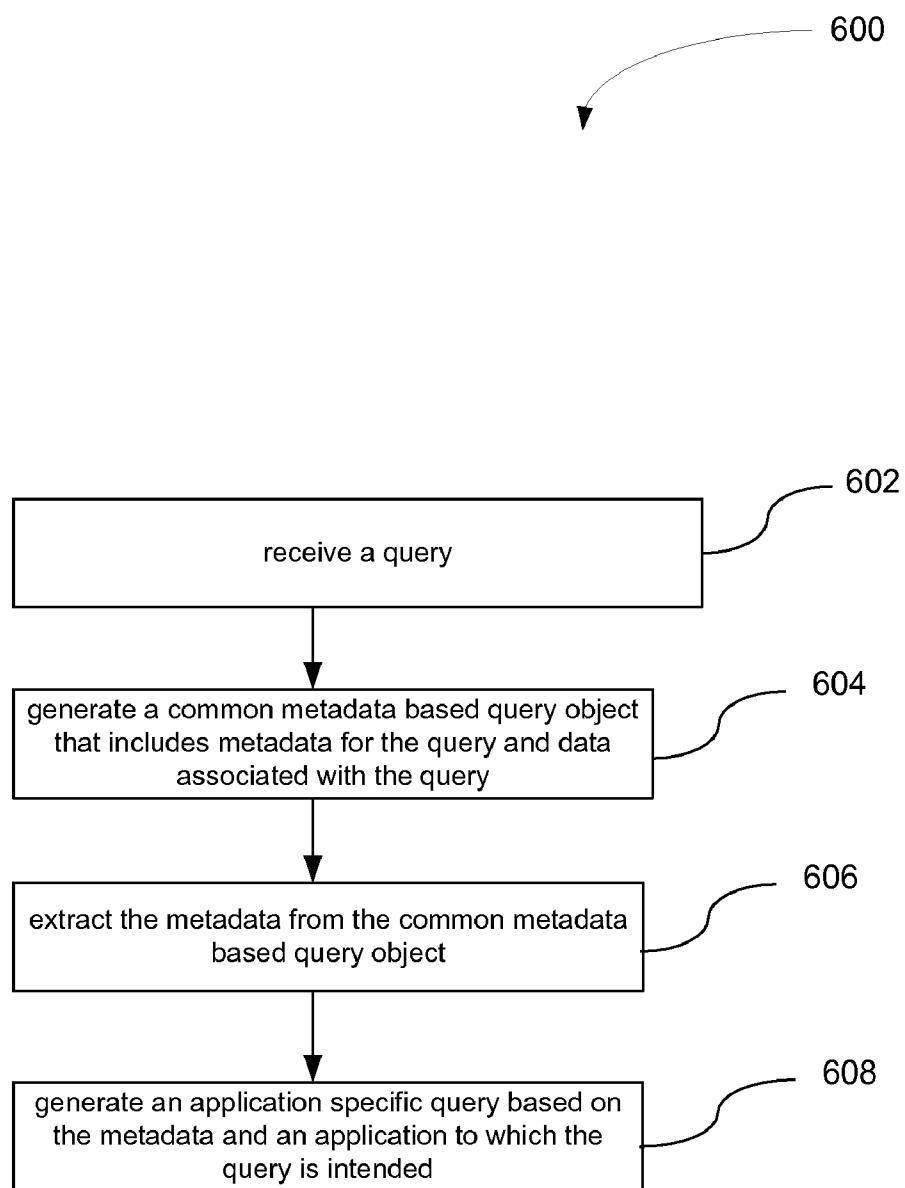 600
602
receive a query
604
generate a common metadata based query object
that includes metadata for the query and data
associated with the query
606
extract the metadata from the common metadata
based query object
608
generate an application specific query based on
the metadata and an application to which the
query is intended